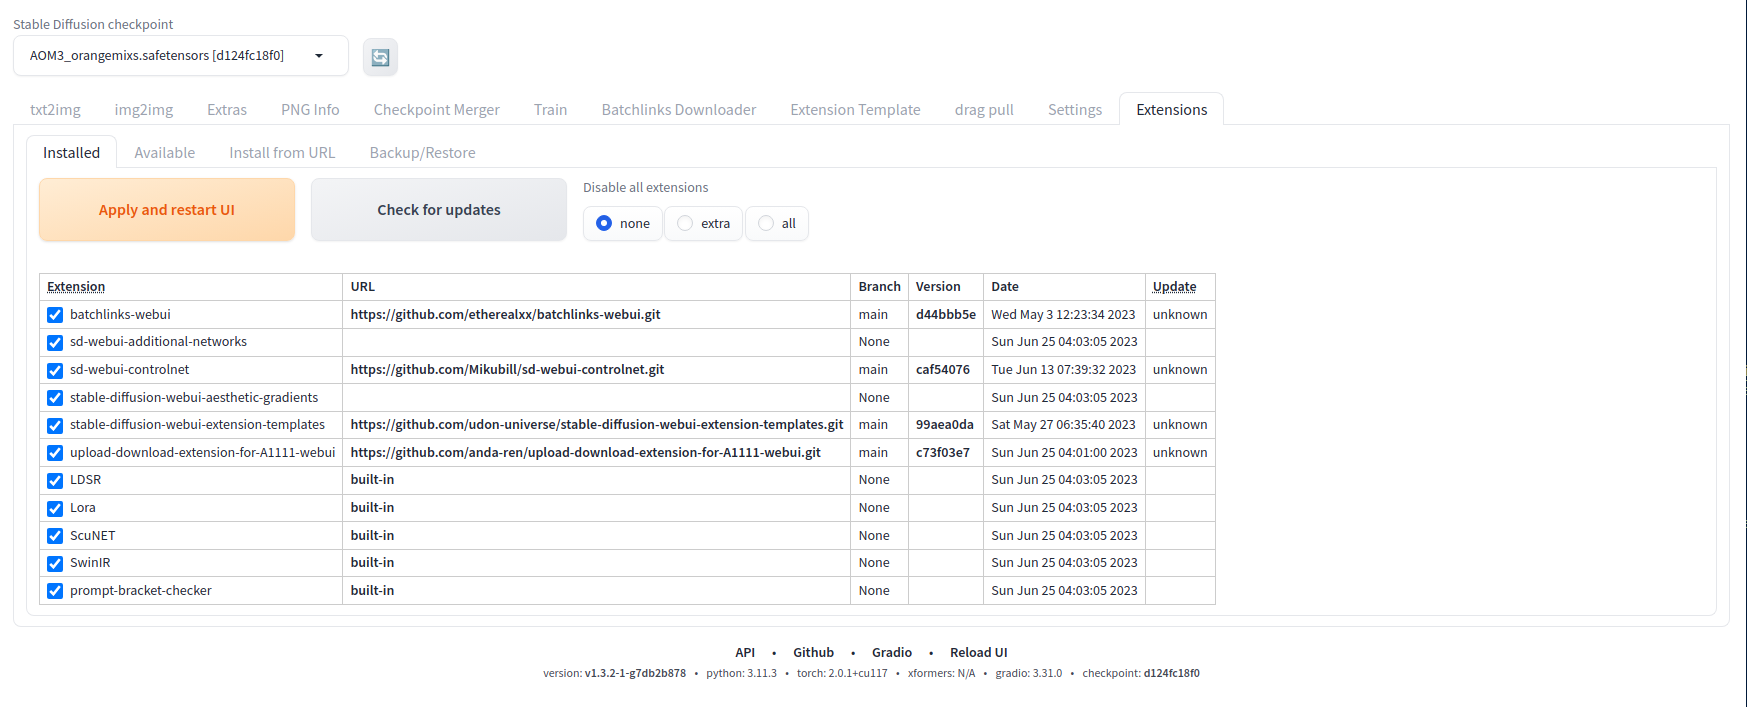 Stable Diffusion checkpoint
AOM3_orangemixs.safetensors [d124fc18f0]
txt2img img2img Extras PNG Info Checkpoint Merger Train Batchlinks Downloader Extension Template drag pull Settings Extensions
Installed Available Install from URL Backup/Restore
Disable all extensions
Apply and restart UI Check for updates none extra all
Extension URL Branch Version Date Update
batchlinks-webui https://github.com/etherealxx/batchlinks-webui.git main d44bbb5e Wed May 3 12:23:34 2023 unknown
sd-webui-additional-networks None Sun Jun 25 04:03:05 2023
sd-webui-controlnet https://github.com/Mikubill/sd-webui-controlnet.git main caf54076 Tue Jun 13 07:39:32 2023 unknown
stable-diffusion-webui-aesthetic-gradients None Sun Jun 25 04:03:05 2023
stable-diffusion-webui-extension-templates https://github.com/udon-universe/stable-diffusion-webui-extension-templates.git main 99aea0da Sat May 27 06:35:40 2023 unknown
upload-download-extension-for-A1111-webui https://github.com/anda-ren/upload-download-extension-for-A1111-webui.git main c73f03e7 Sun Jun 25 04:01:00 2023 unknown
LDSR built-in None Sun Jun 25 04:03:05 2023
Lora built-in None Sun Jun 25 04:03:05 2023
ScuNET built-in None Sun Jun 25 04:03:05 2023
SwinIR built-in None Sun Jun 25 04:03:05 2023
prompt-bracket-checker built-in None Sun Jun 25 04:03:05 2023
API • Github • Gradio • Reload UI
version: v1.3.2-1-g7db2b878 • python: 3.11.3 • torch: 2.0.1+cu117 • xformers: N/A • gradio: 3.31.0 • checkpoint: d124fc18f0